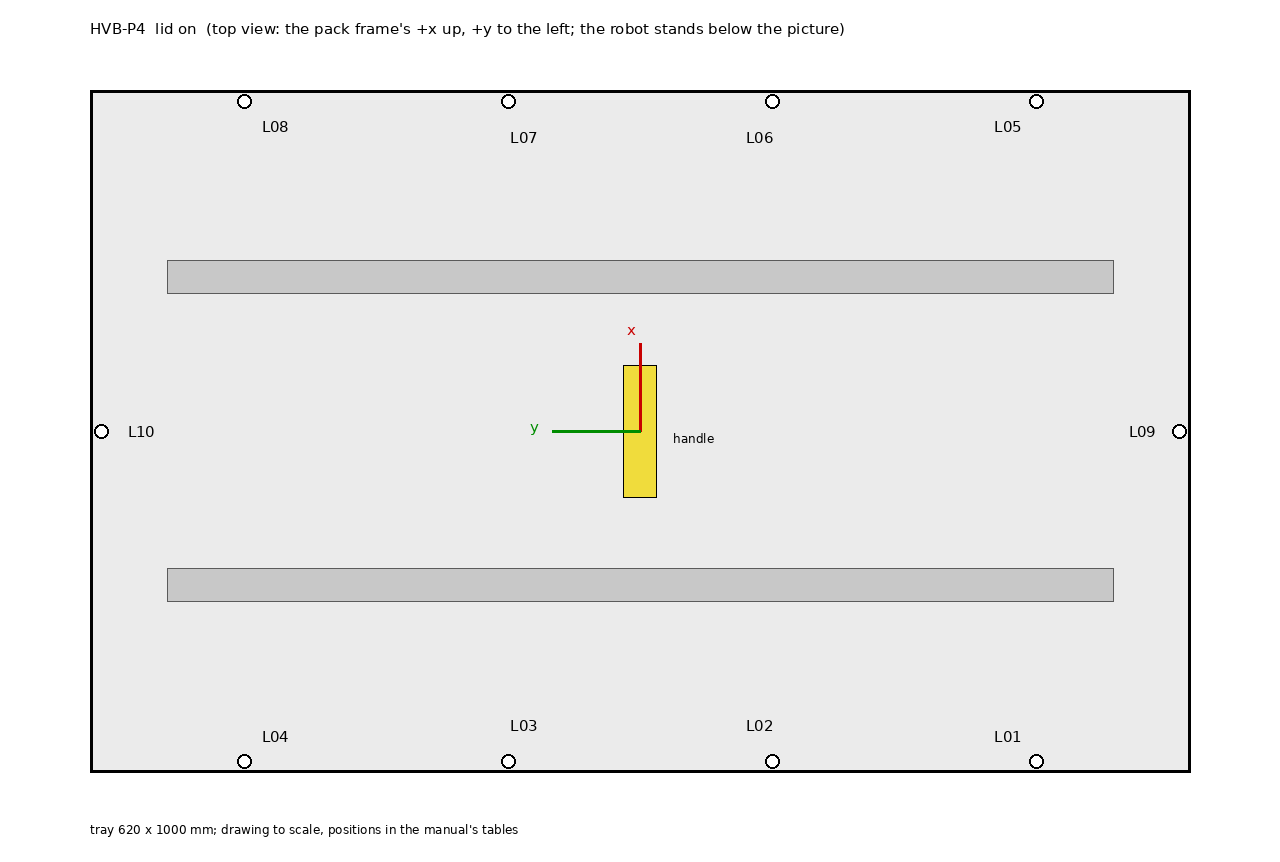 HVB-P4  lid on  (top view: the pack frame's +x up, +y to the left; the robot stands below the picture)
L08
L07
L06
L05
x
y
handle
L10
L09
L04
L03
L02
L01
tray 620 x 1000 mm; drawing to scale, positions in the manual's tables